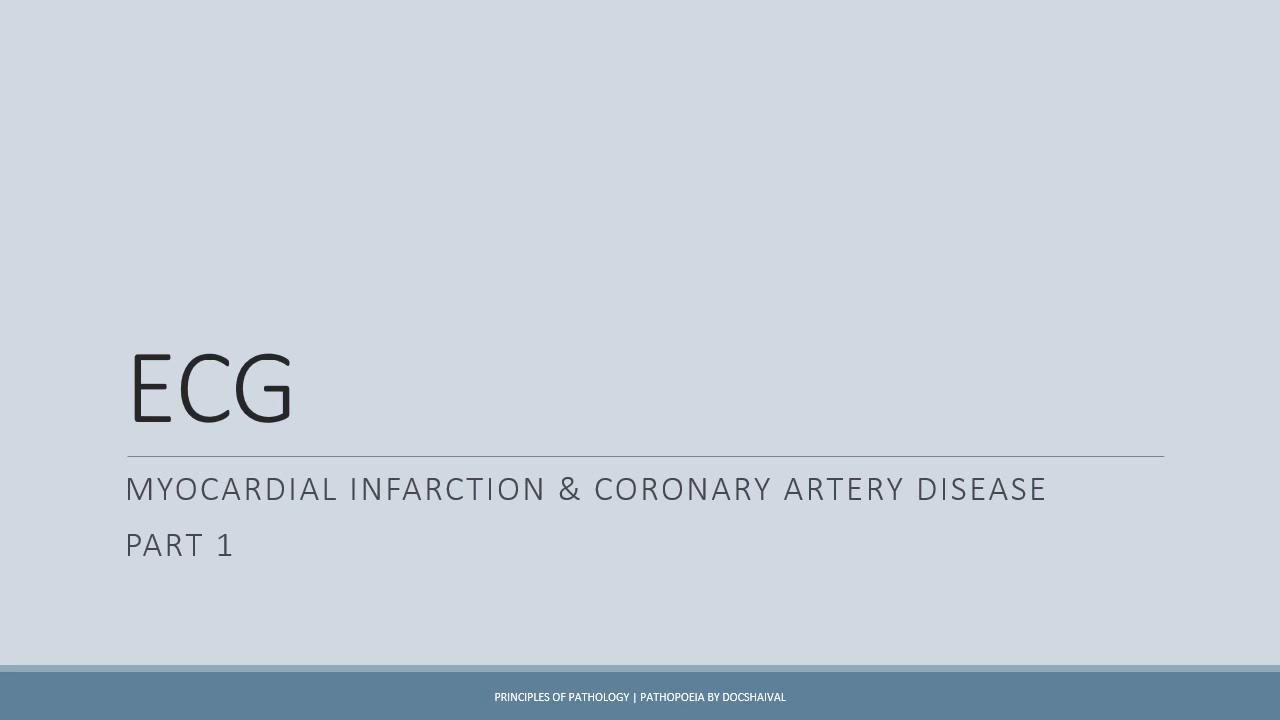 ECG
MYOCARDIAL INFARCTION & CORONARY ARTERY DISEASE
PART 1
PRINCIPLES OF PATHOLOGY | PATHOPOEIA BY DOCSHAIVAL